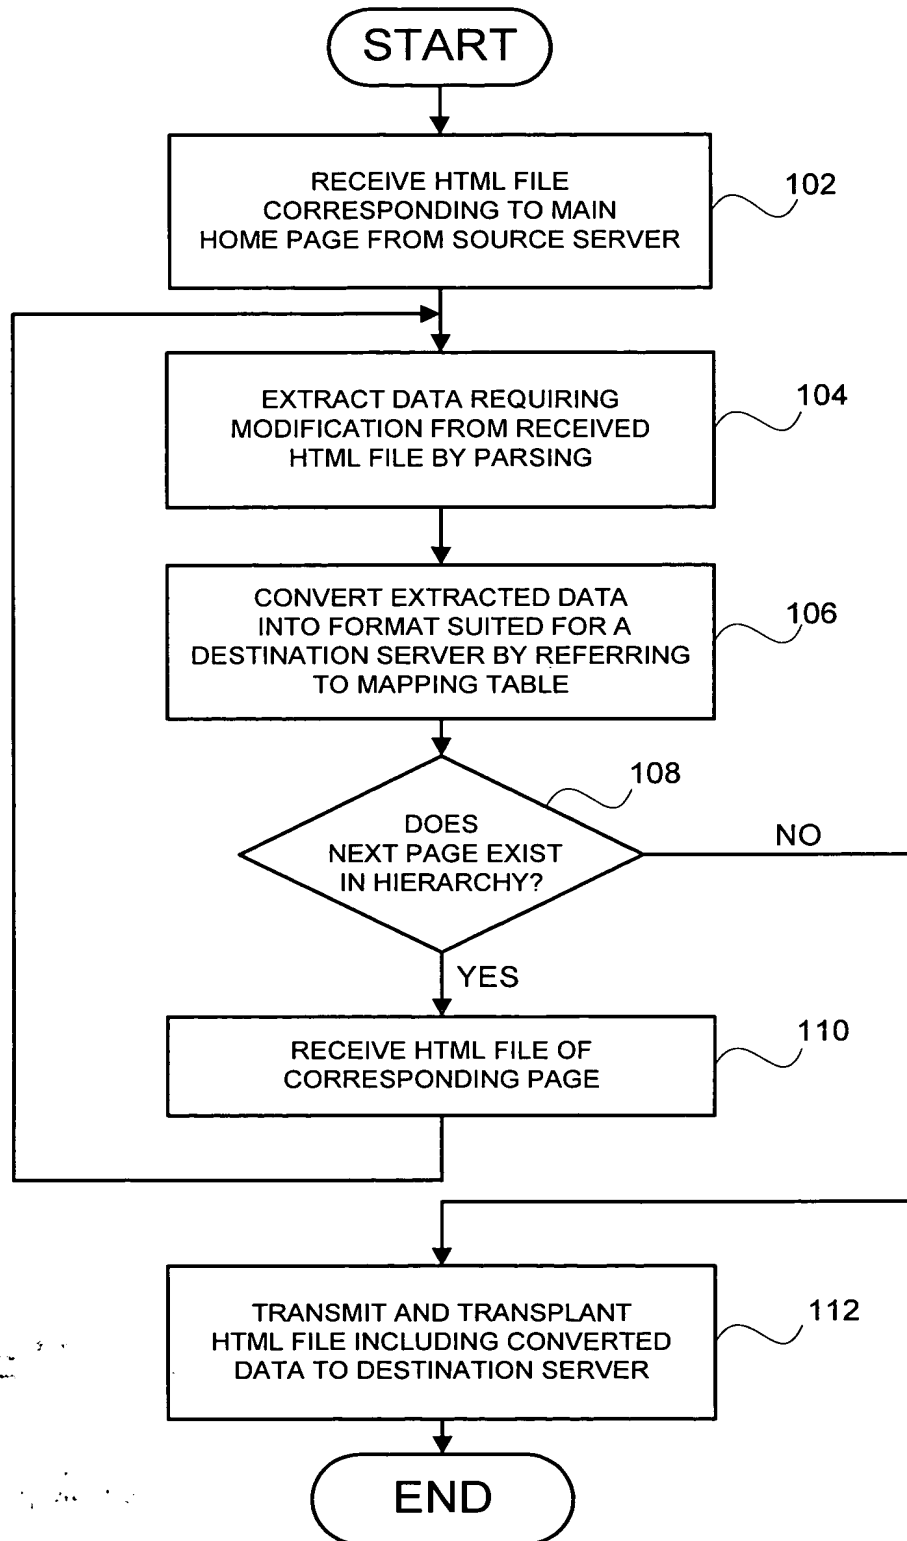 START
RECEIVE HTML FILE
CORRESPONDING TO MAIN
HOME PAGE FROM SOURCE SERVER
102
EXTRACT DATA REQUIRING
MODIFICATION FROM RECEIVED
HTML FILE BY PARSING
104
CONVERT EXTRACTED DATA
INTO FORMAT SUITED FOR A
DESTINATION SERVER BY REFERRING
TO MAPPING TABLE
106
DOES
NEXT PAGE EXIST
IN HIERARCHY?
108
NO
YES
RECEIVE HTML FILE OF
CORRESPONDING PAGE
110
TRANSMIT AND TRANSPLANT
HTML FILE INCLUDING CONVERTED
DATA TO DESTINATION SERVER
112
END